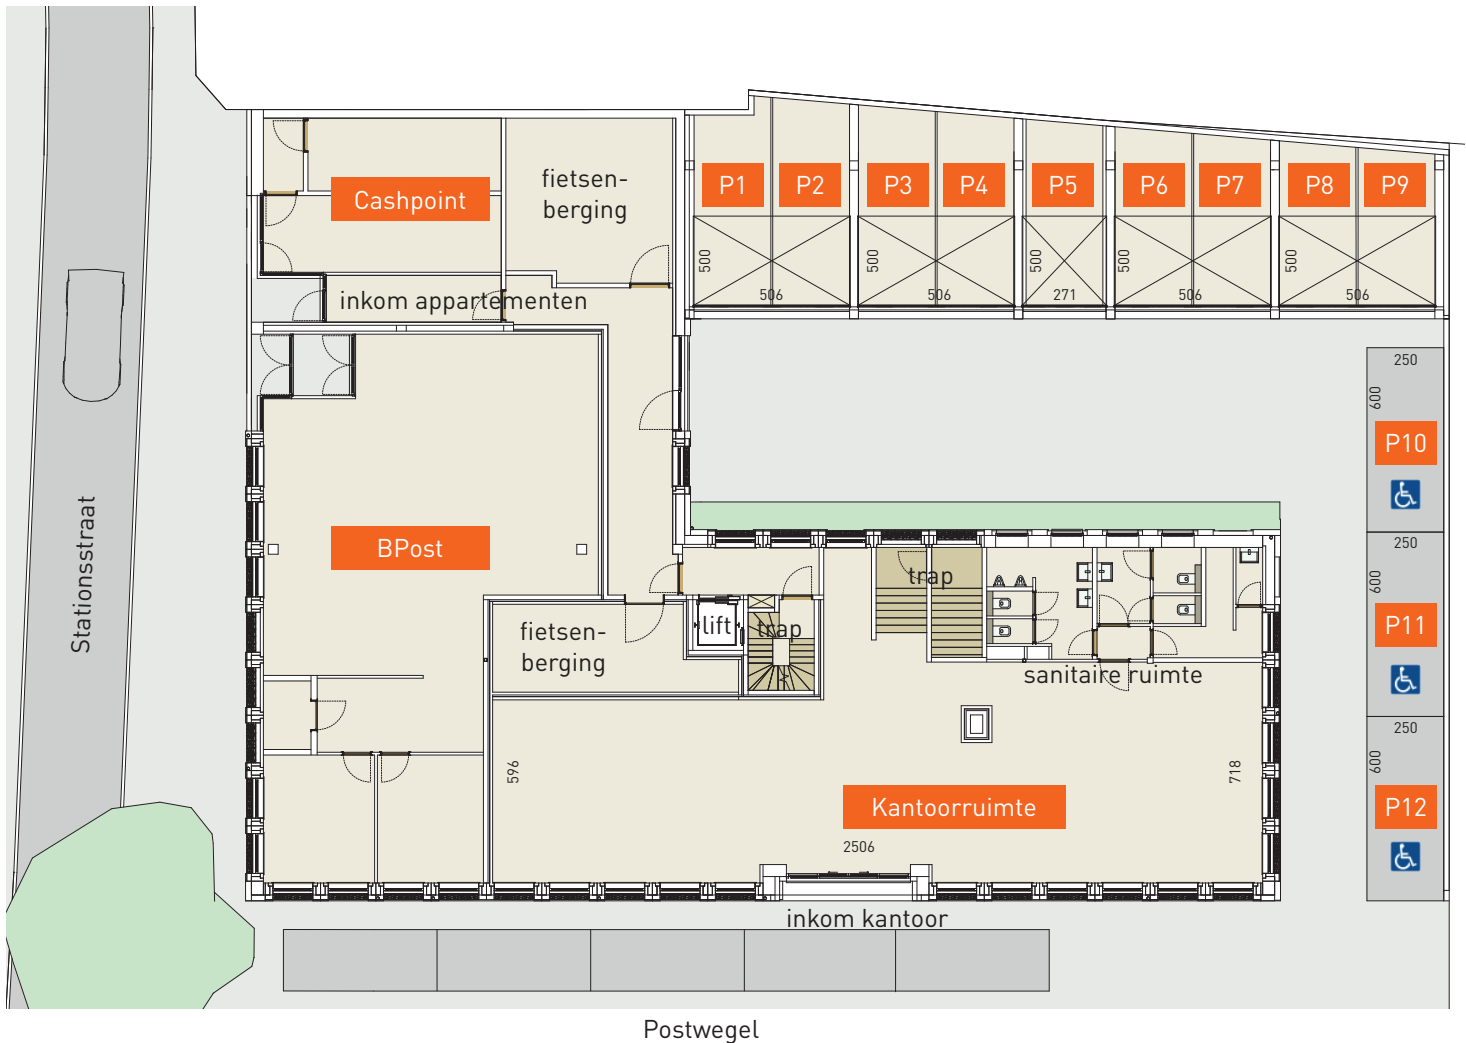 P1 P2 P3 P4 P5 P6 P7 P8 P9
Cashpoint
fietsen-
berging
500 500 500 500 500
506 506 271 506 506
inkom appartementen
250
600
P10
BPost
Stationsstraat
250
600
P11
trap
lift
trap
fietsen-
berging
sanitaire ruimte
250
600
P12
596
718
Kantoorruimte
2506
inkom kantoor
Postwegel